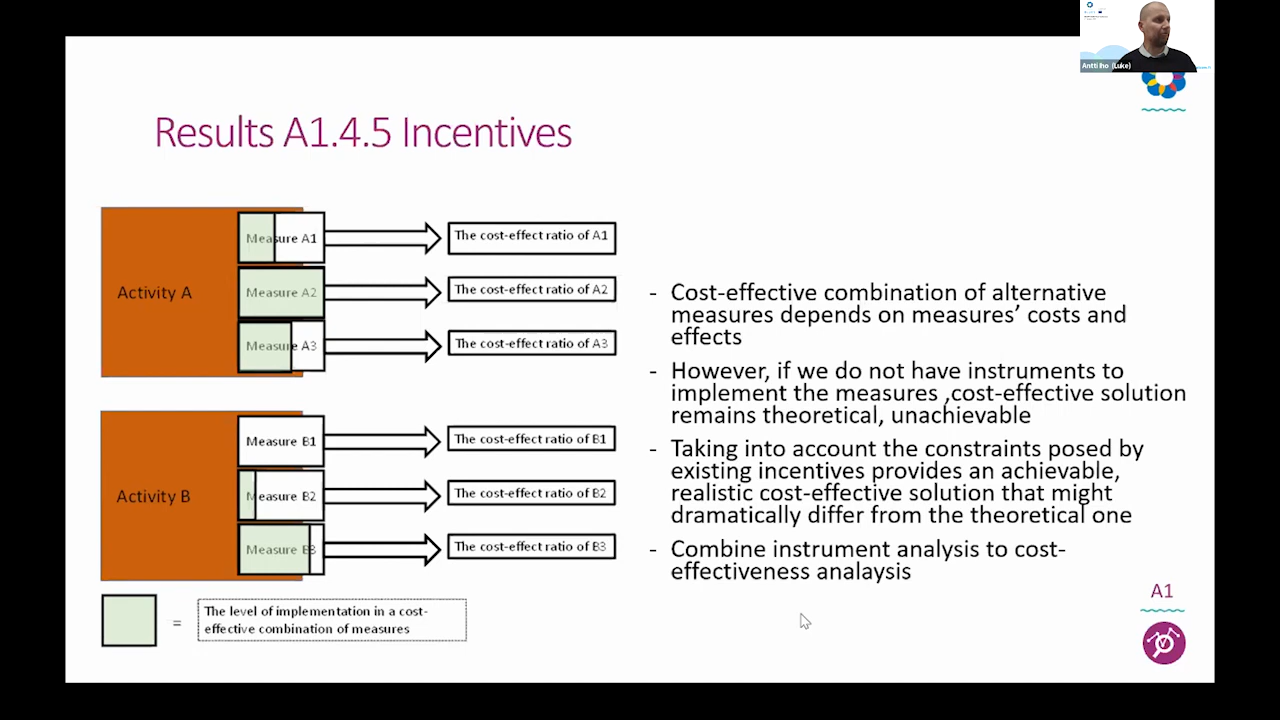 Antti Iho (Luke)
Results A1.4.5 Incentives
Activity A
Measure A1
The cost-effect ratio of A1
Measure A2
The cost-effect ratio of A2
Measure A3
The cost-effect ratio of A3
Activity B
Measure B1
The cost-effect ratio of B1
Measure B2
The cost-effect ratio of B2
Measure B3
The cost-effect ratio of B3
=
The level of implementation in a cost-
effective combination of measures
- Cost-effective combination of alternative
measures depends on measures’ costs and
effects
- However, if we do not have instruments to
implement the measures ,cost-effective solution
remains theoretical, unachievable
- Taking into account the constraints posed by
existing incentives provides an achievable,
realistic cost-effective solution that might
dramatically differ from the theoretical one
- Combine instrument analysis to cost-
effectiveness analaysis
A1